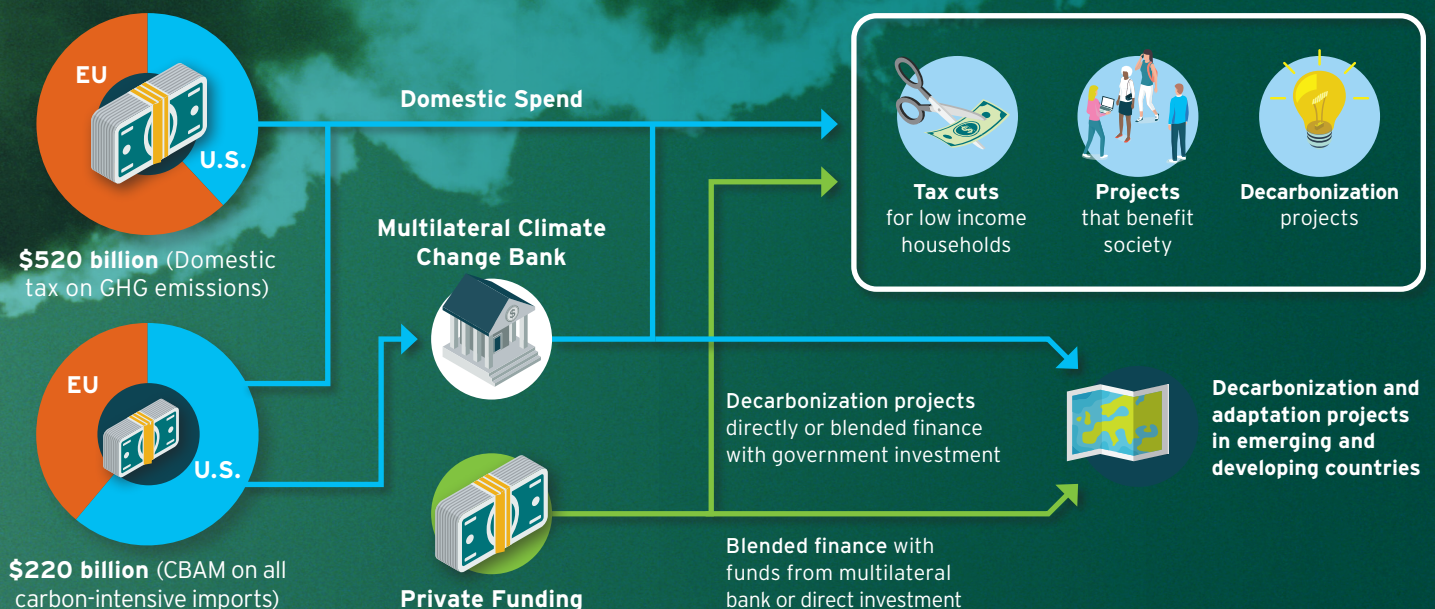 EU
U.S.
$520 billion (Domestic
tax on GHG emissions)
EU
U.S.
$220 billion (CBAM on all
carbon-intensive imports)
Domestic Spend
Multilateral Climate
Change Bank
$
Private Funding
Decarbonization projects
directly or blended finance
with government investment
Blended finance with
funds from multilateral
bank or direct investment
$
Tax cuts
for low income
households
Projects
that benefit
society
Decarbonization
projects
Decarbonization and
adaptation projects
in emerging and
developing countries